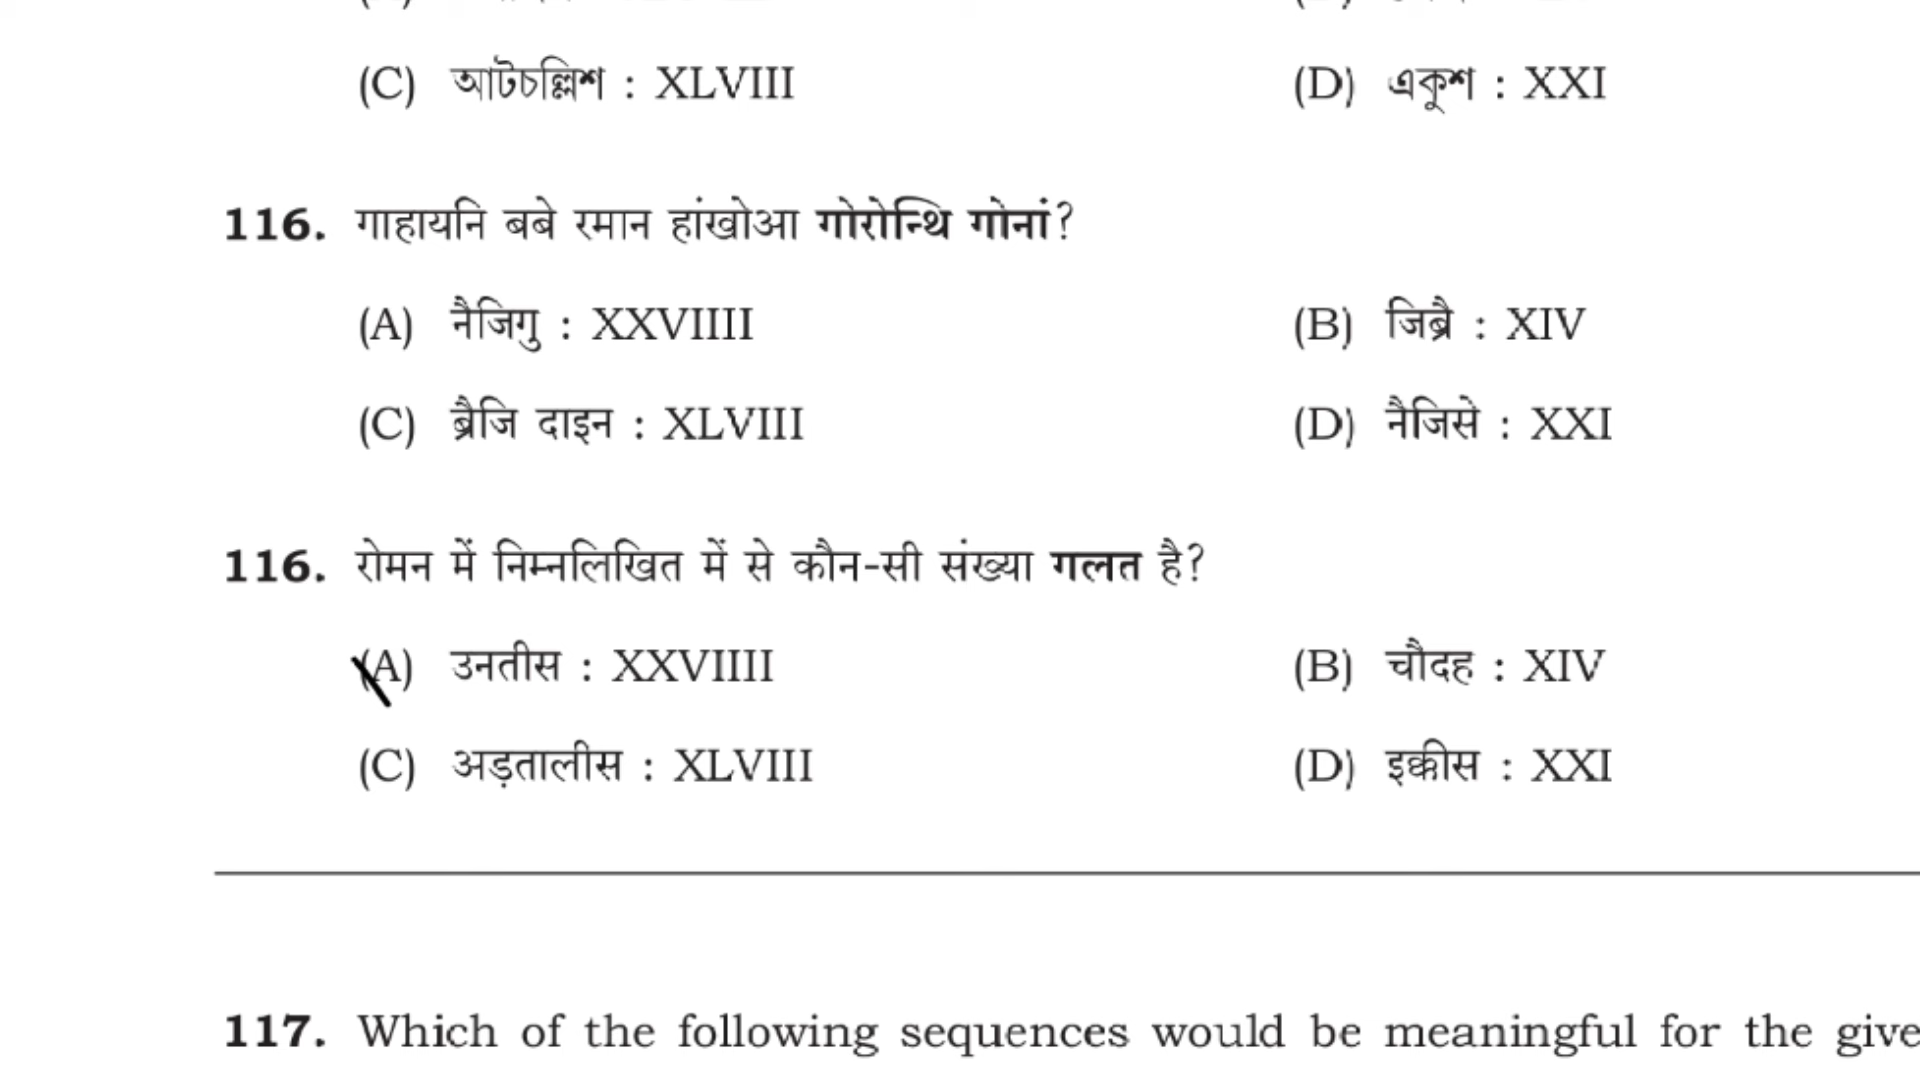 (C) আটচল্লিশ : XLVIII (D) একুশ : XXI
116. गाहायनि बबे रमान हांखोआ गोरोन्थि गोनां?
(A) नैजिगु : XXVIIII (B) जिब्रै : XIV
(C) ब्रैजि दाइन : XLVIII (D) नैजिसे : XXI
116. रोमन में निम्नलिखित में से कौन-सी संख्या गलत है?
(A) उनतीस : XXVIIII (B) चौदह : XIV
(C) अड़तालीस : XLVIII (D) इक्कीस : XXI
117. Which of the following sequences would be meaningful for the give